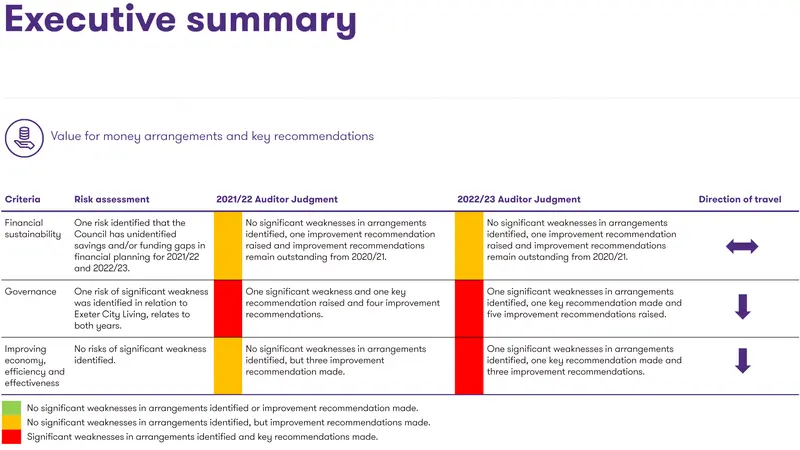 Executive summary
Value for money arrangements and key recommendations
Criteria
Risk assessment
2021/22 Auditor Judgment
2022/23 Auditor Judgment
Direction of travel
Financial
sustainability
One risk identified that the
Council has unidentified
savings and/or funding gaps in
financial planning for 2021/22
and 2022/23.
No significant weaknesses in arrangements
identified, one improvement recommendation
raised and improvement recommendations
remain outstanding from 2020/21.
No significant weaknesses in arrangements
identified, one improvement recommendation
raised and improvement recommendations
remain outstanding from 2020/21.
Governance
One risk of significant weakness
was identified in relation to
Exeter City Living, relates to
both years.
One significant weakness and one key
recommendation raised and four improvement
recommendations.
One significant weaknesses in arrangements
identified, one key recommendation made and
five improvement recommendations raised.
Improving
economy,
efficiency and
effectiveness
No risks of significant weakness
identified.
No significant weaknesses in arrangements
identified, but three improvement
recommendation made.
One significant weaknesses in arrangements
identified, one key recommendation made and
three improvement recommendations.
No significant weaknesses in arrangements identified or improvement recommendation made.
No significant weaknesses in arrangements identified, but improvement recommendations made.
Significant weaknesses in arrangements identified and key recommendations made.